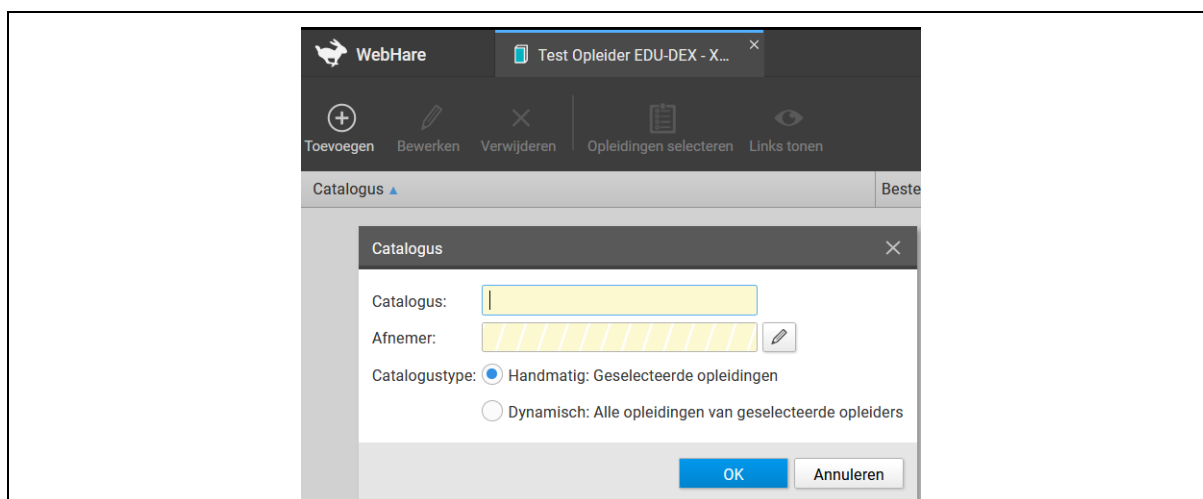 WebHare
Test Opleider EDU-DEX - X...
Toevoegen Bewerken Verwijderen Opleidingen selecteren Links tonen
Catalogus Beste
Catalogus
Catalogus:
Afnemer:
Catalogustype: Handmatig: Geselecteerde opleidingen
Dynamisch: Alle opleidingen van geselecteerde opleiders
OK Annuleren